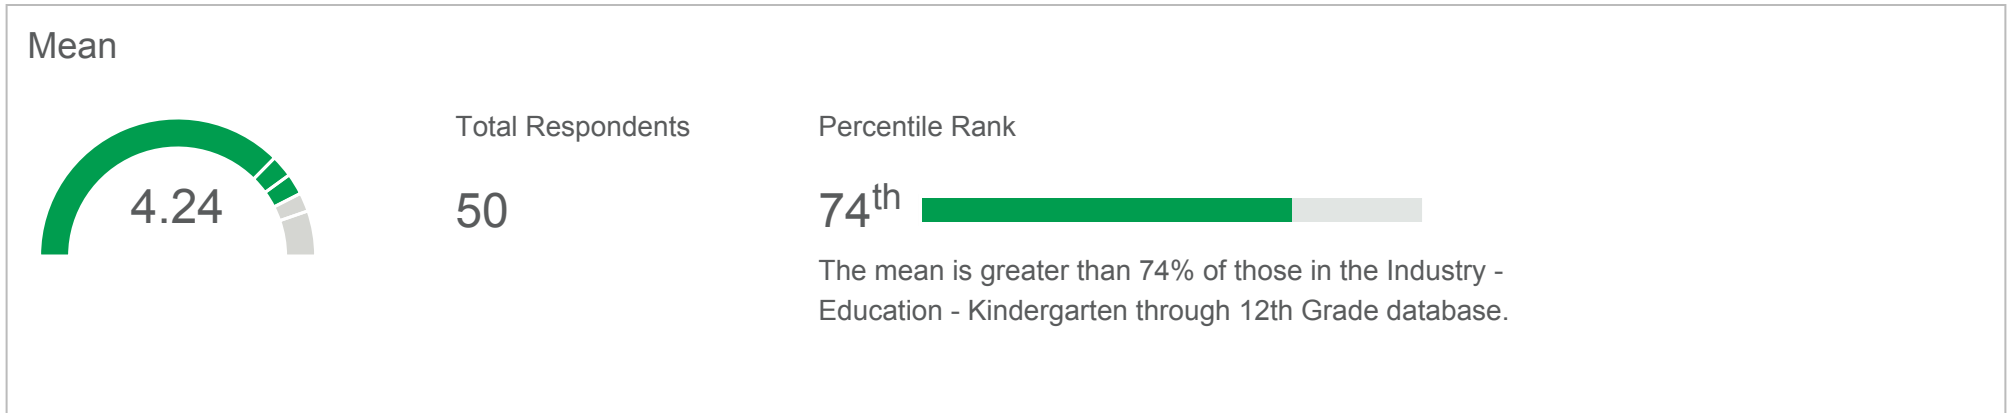 Mean
Total Respondents
Percentile Rank
4.24
50
74th
The mean is greater than 74% of those in the Industry -
Education - Kindergarten through 12th Grade database.